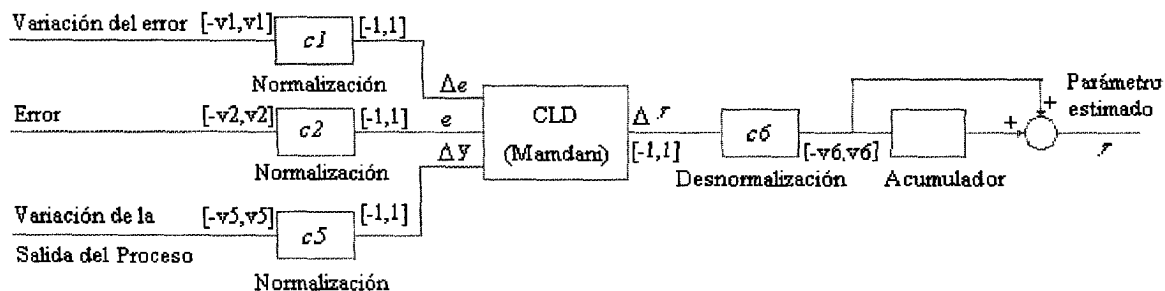 Variación del error
[-v1,v1]
c1
[-1,1]
Normalización
Δe
Error
[-v2,v2]
c2
[-1,1]
e
Normalización
Δy
Variación de la
Salida del Proceso
[-v5,v5]
c5
[-1,1]
Normalización
CLD
(Mamdani)
Δ r
[-1,1]
c6
[-v6,v6]
Desnormalización
Acumulador
+
+
Parámetro
estimado
r